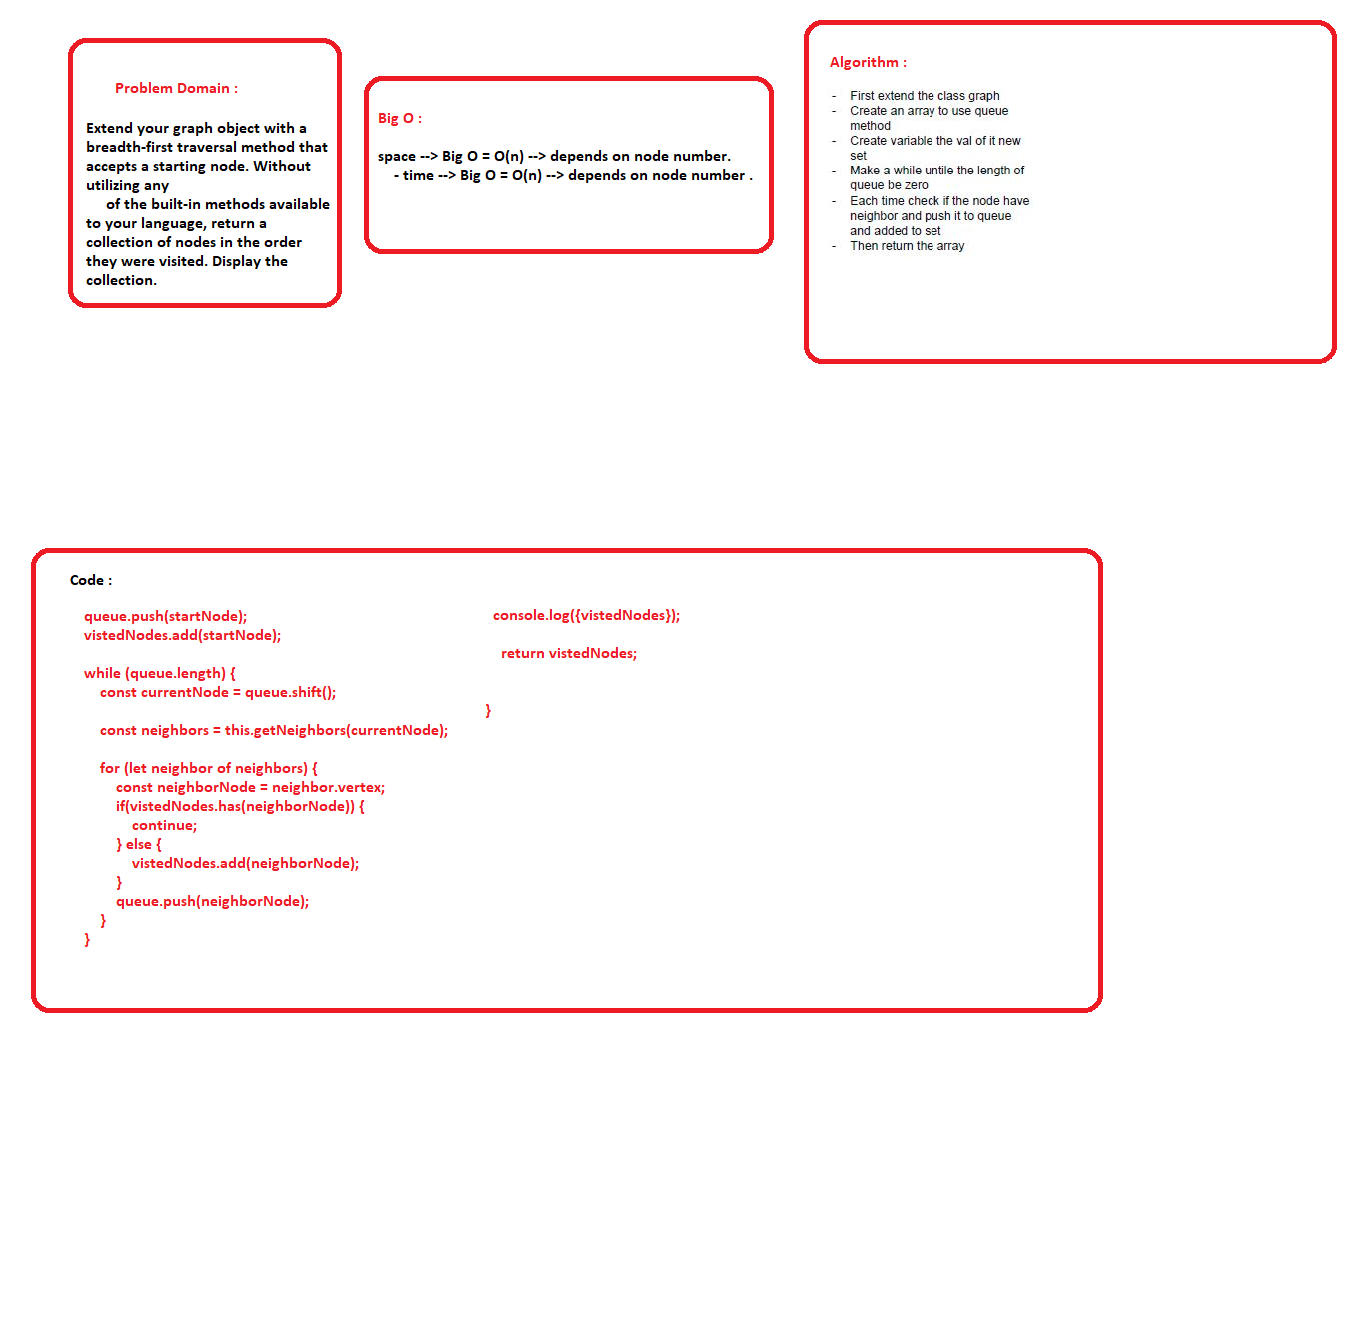 Problem Domain :
Extend your graph object with a
breadth-first traversal method that
accepts a starting node. Without
utilizing any
of the built-in methods available
to your language, return a
collection of nodes in the order
they were visited. Display the
collection.
Big O :
space --> Big O = O(n) --> depends on node number.
- time --> Big O = O(n) --> depends on node number .
Algorithm :
- First extend the class graph
- Create an array to use queue
method
- Create variable the val of it new
set
- Make a while untile the length of
queue be zero
- Each time check if the node have
neighbor and push it to queue
and added to set
- Then return the array
Code :
queue.push(startNode);
vistedNodes.add(startNode);
while (queue.length) {
const currentNode = queue.shift();
const neighbors = this.getNeighbors(currentNode);
for (let neighbor of neighbors) {
const neighborNode = neighbor.vertex;
if(vistedNodes.has(neighborNode)) {
continue;
} else {
vistedNodes.add(neighborNode);
}
queue.push(neighborNode);
}
}
console.log({vistedNodes});
return vistedNodes;
}